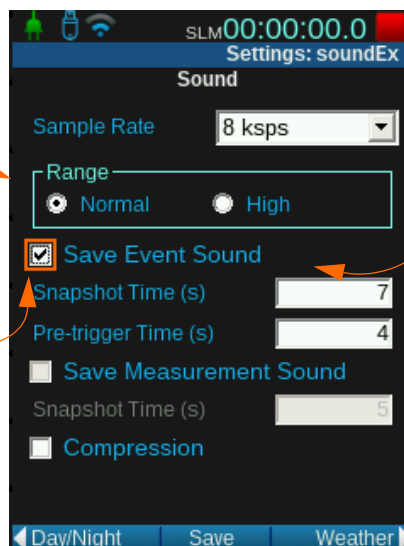 SLM00:00:00.0
Settings: soundEx
Sound
Sample Rate 8 ksps
Range
Normal High
Save Event Sound
Snapshot Time (s) 7
Pre-trigger Time (s) 4
Save Measurement Sound
Snapshot Time (s) 5
Compression
Day/Night Save Weather